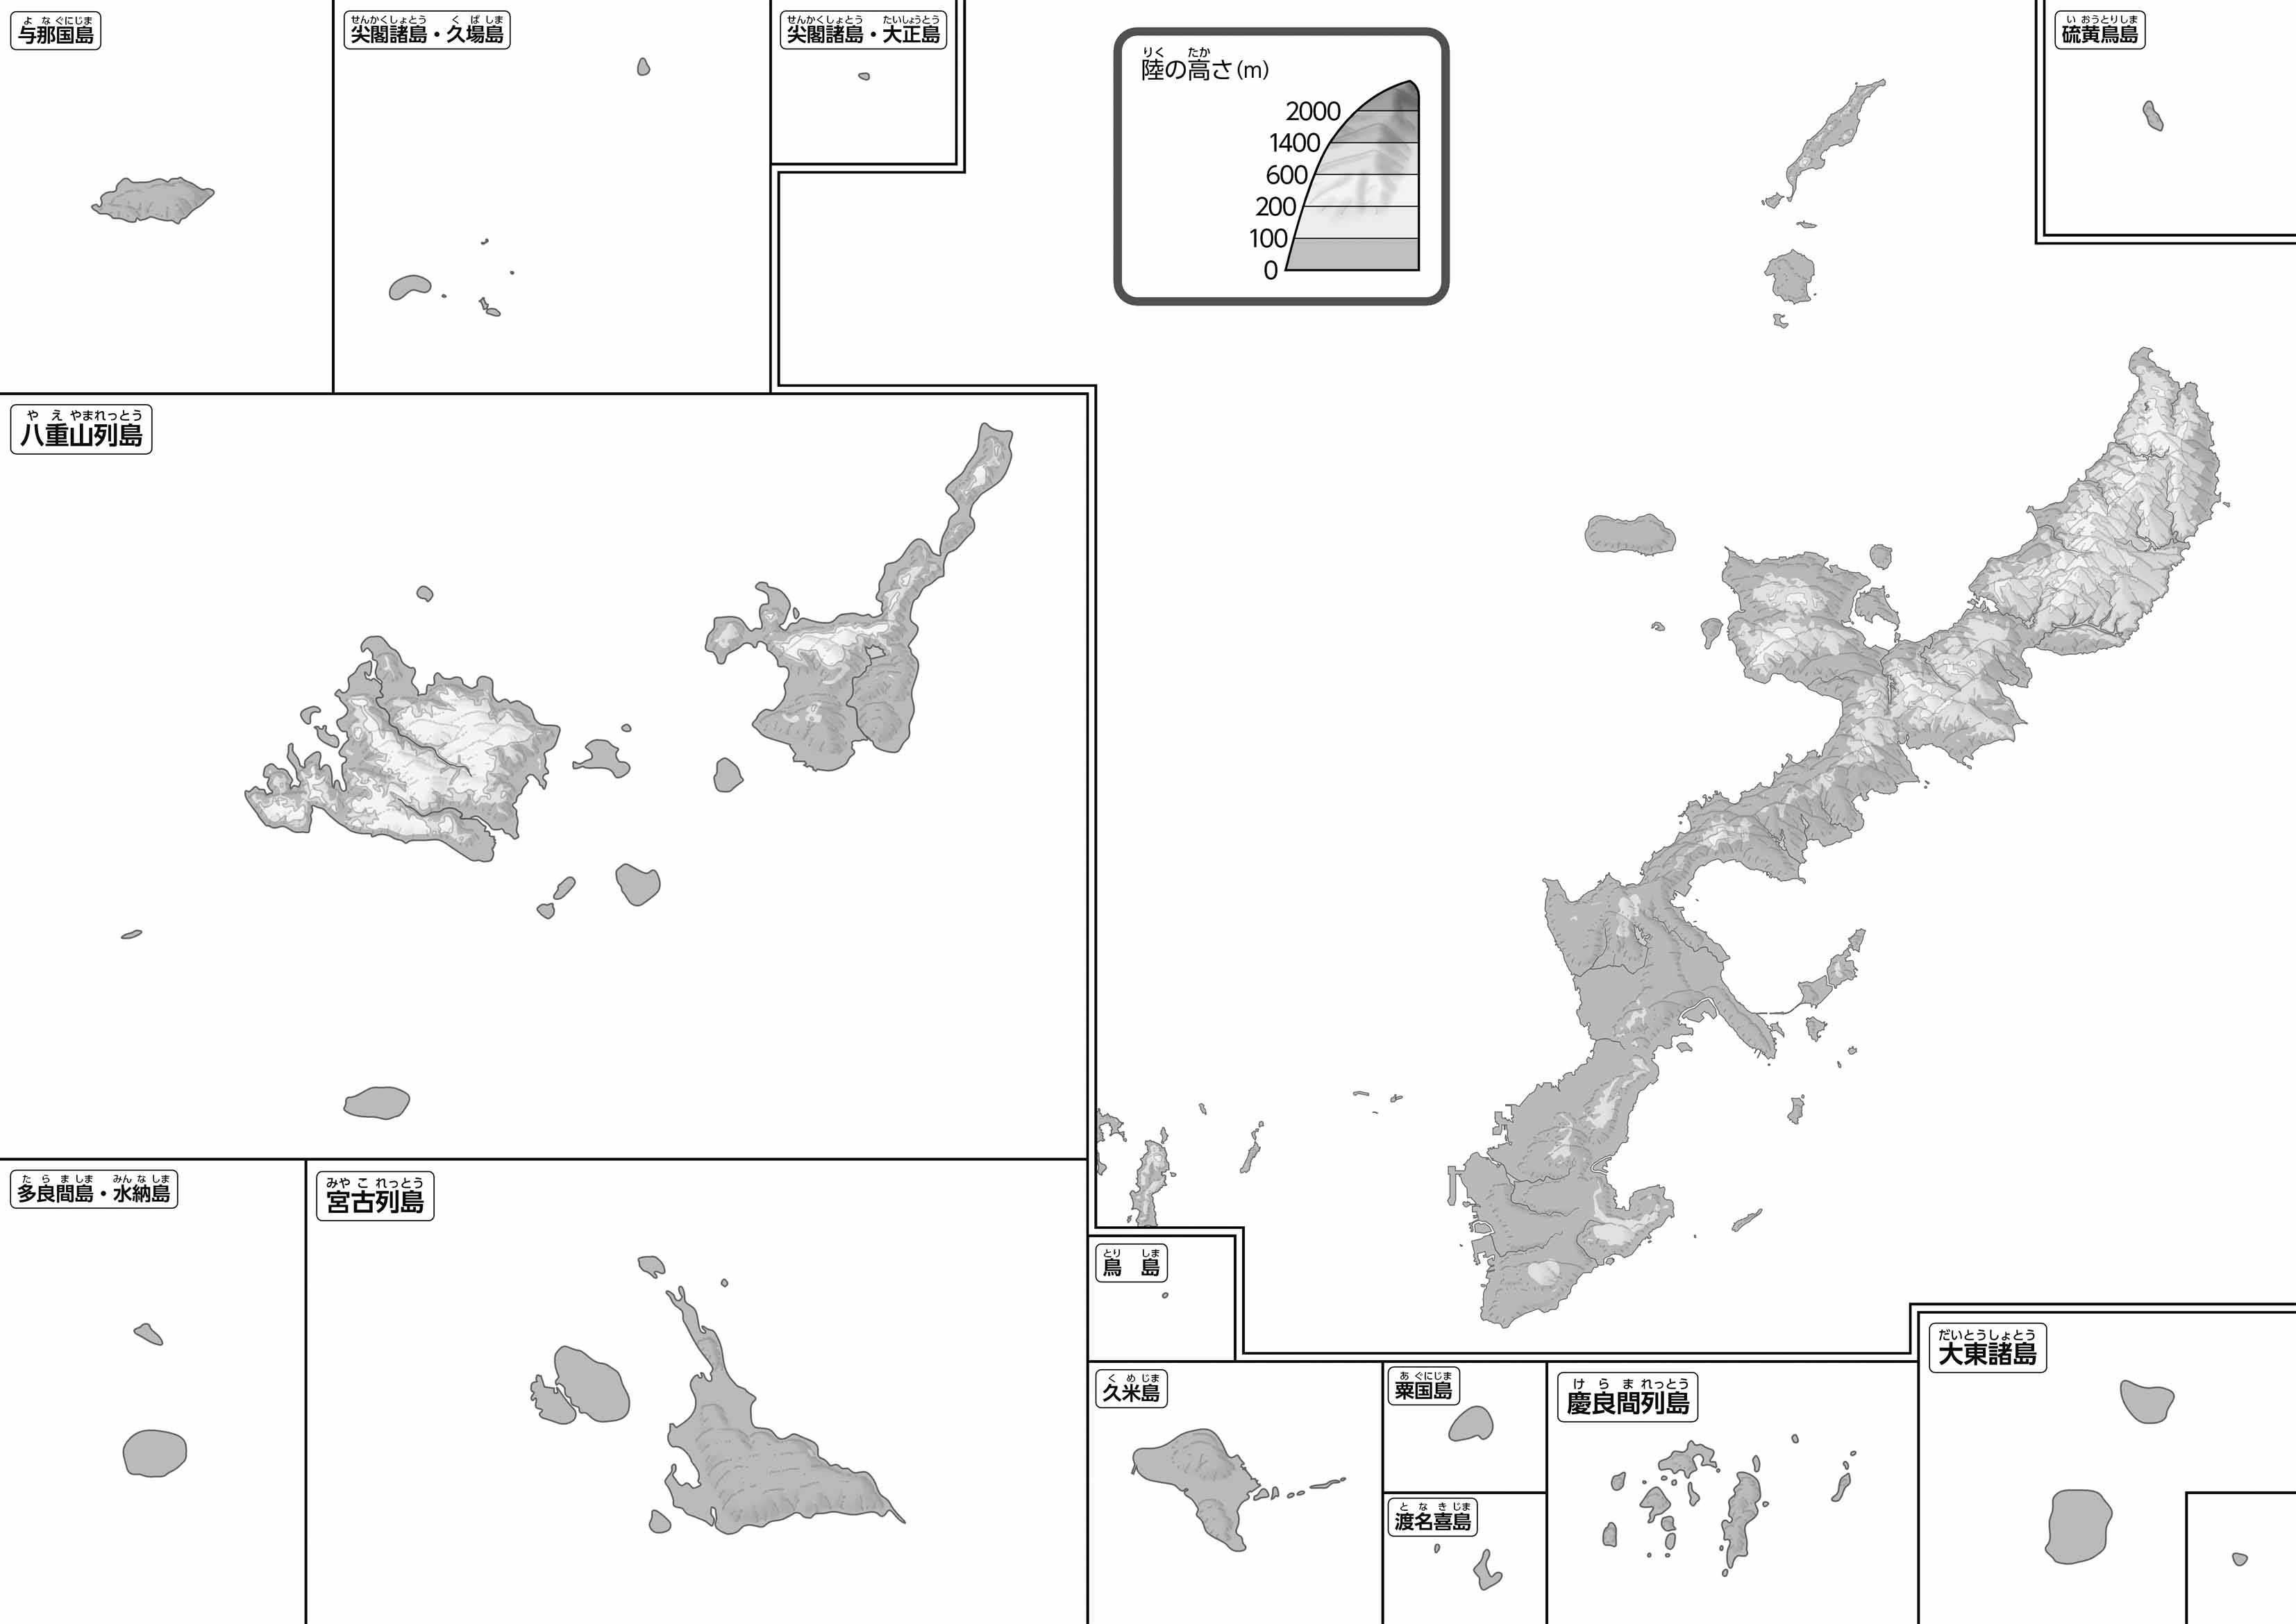 よなぐにじま
与那国島
せんかくしょとう くばしま
尖閣諸島・久場島
せんかくしょとう たいしょうとう
尖閣諸島・大正島
りく たか
陸の高さ(m)
2000
1400
600
200
100
0
いおうとりしま
硫黄鳥島
やえやまれっとう
八重山列島
たらましま みんなしま
多良間島・水納島
みやこれっとう
宮古列島
とり しま
鳥 島
くめじま
久米島
あぐにじま
粟国島
となきじま
渡名喜島
けらまれっとう
慶良間列島
だいとうしょとう
大東諸島